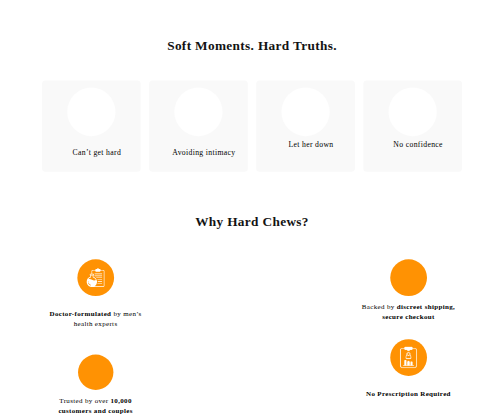 Soft Moments. Hard Truths.
Can't get hard
Avoiding intimacy
Let her down
No confidence
Why Hard Chews?
Doctor-formulated by men's
health experts
Backed by discreet shipping,
secure checkout
Trusted by over 10,000
customers and couples
No Prescription Required